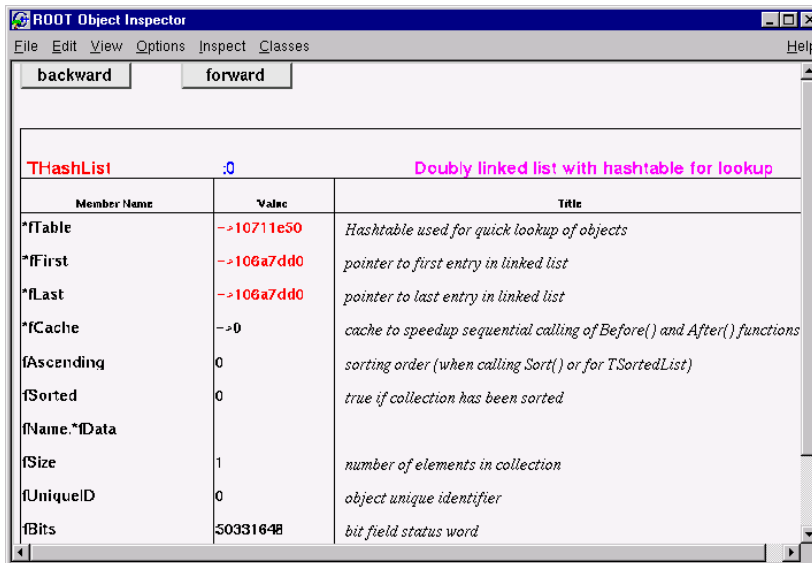 ROOT Object Inspector
File Edit View Options Inspect Classes Help
backward forward
THashList :0 Doubly linked list with hashtable for lookup
Member Name Value Title
*fTable ->10711e50 Hashtable used for quick lookup of objects
*fFirst ->106a7dd0 pointer to first entry in linked list
*fLast ->106a7dd0 pointer to last entry in linked list
*fCache ->0 cache to speedup sequential calling of Before() and After() functions
fAscending 0 sorting order (when calling Sort() or for TSortedList)
fSorted 0 true if collection has been sorted
fName.*fData
fSize 1 number of elements in collection
fUniqueID 0 object unique identifier
fBits 50331648 bit field status word